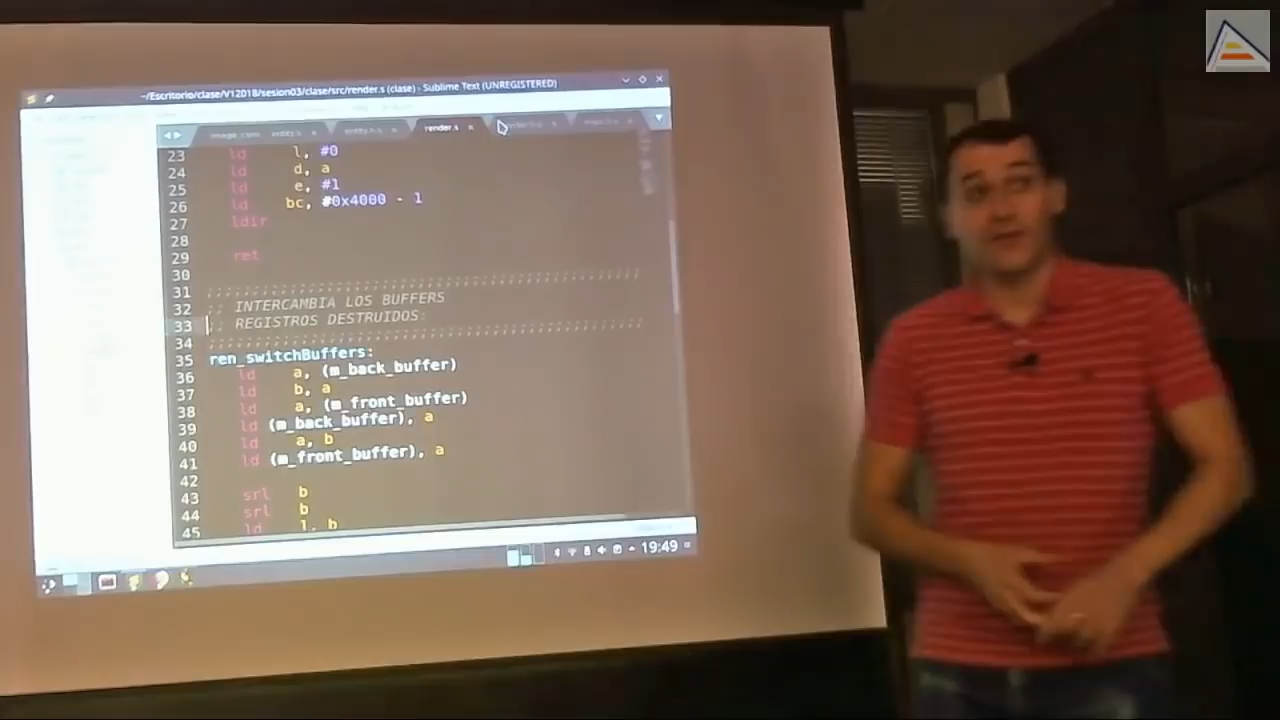 ~/Escritorio/clase/V12018/sesion03/clase/src/render.s (clase) - Sublime Text (UNREGISTERED)
entity.s entity.h.s render.s
23 ld l, #0
24 ld d, a
25 ld e, #1
26 ld bc, #0x4000 - 1
27 ldir
28
29 ret
30
31 ;;;;;;;;;;;;;;;;;;;;;;;;;;;;;;;;;;;;;;;;
32 ;; INTERCAMBIA LOS BUFFERS
33 ;; REGISTROS DESTRUIDOS:
34 ;;;;;;;;;;;;;;;;;;;;;;;;;;;;;;;;;;;;;;;;
35 ren_switchBuffers:
36 ld a, (m_back_buffer)
37 ld b, a
38 ld a, (m_front_buffer)
39 ld (m_back_buffer), a
40 ld a, b
41 ld (m_front_buffer), a
42
43 srl b
44 srl b
45 ld l, b
19:49